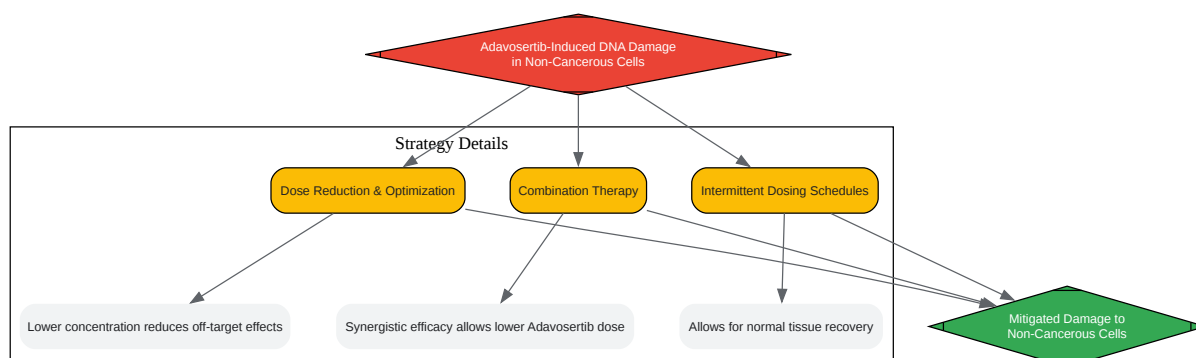 Adavosertib-Induced DNA Damage
in Non-Cancerous Cells
Strategy Details
Dose Reduction & Optimization
Combination Therapy
Intermittent Dosing Schedules
Lower concentration reduces off-target effects
Synergistic efficacy allows lower Adavosertib dose
Allows for normal tissue recovery
Mitigated Damage to
Non-Cancerous Cells